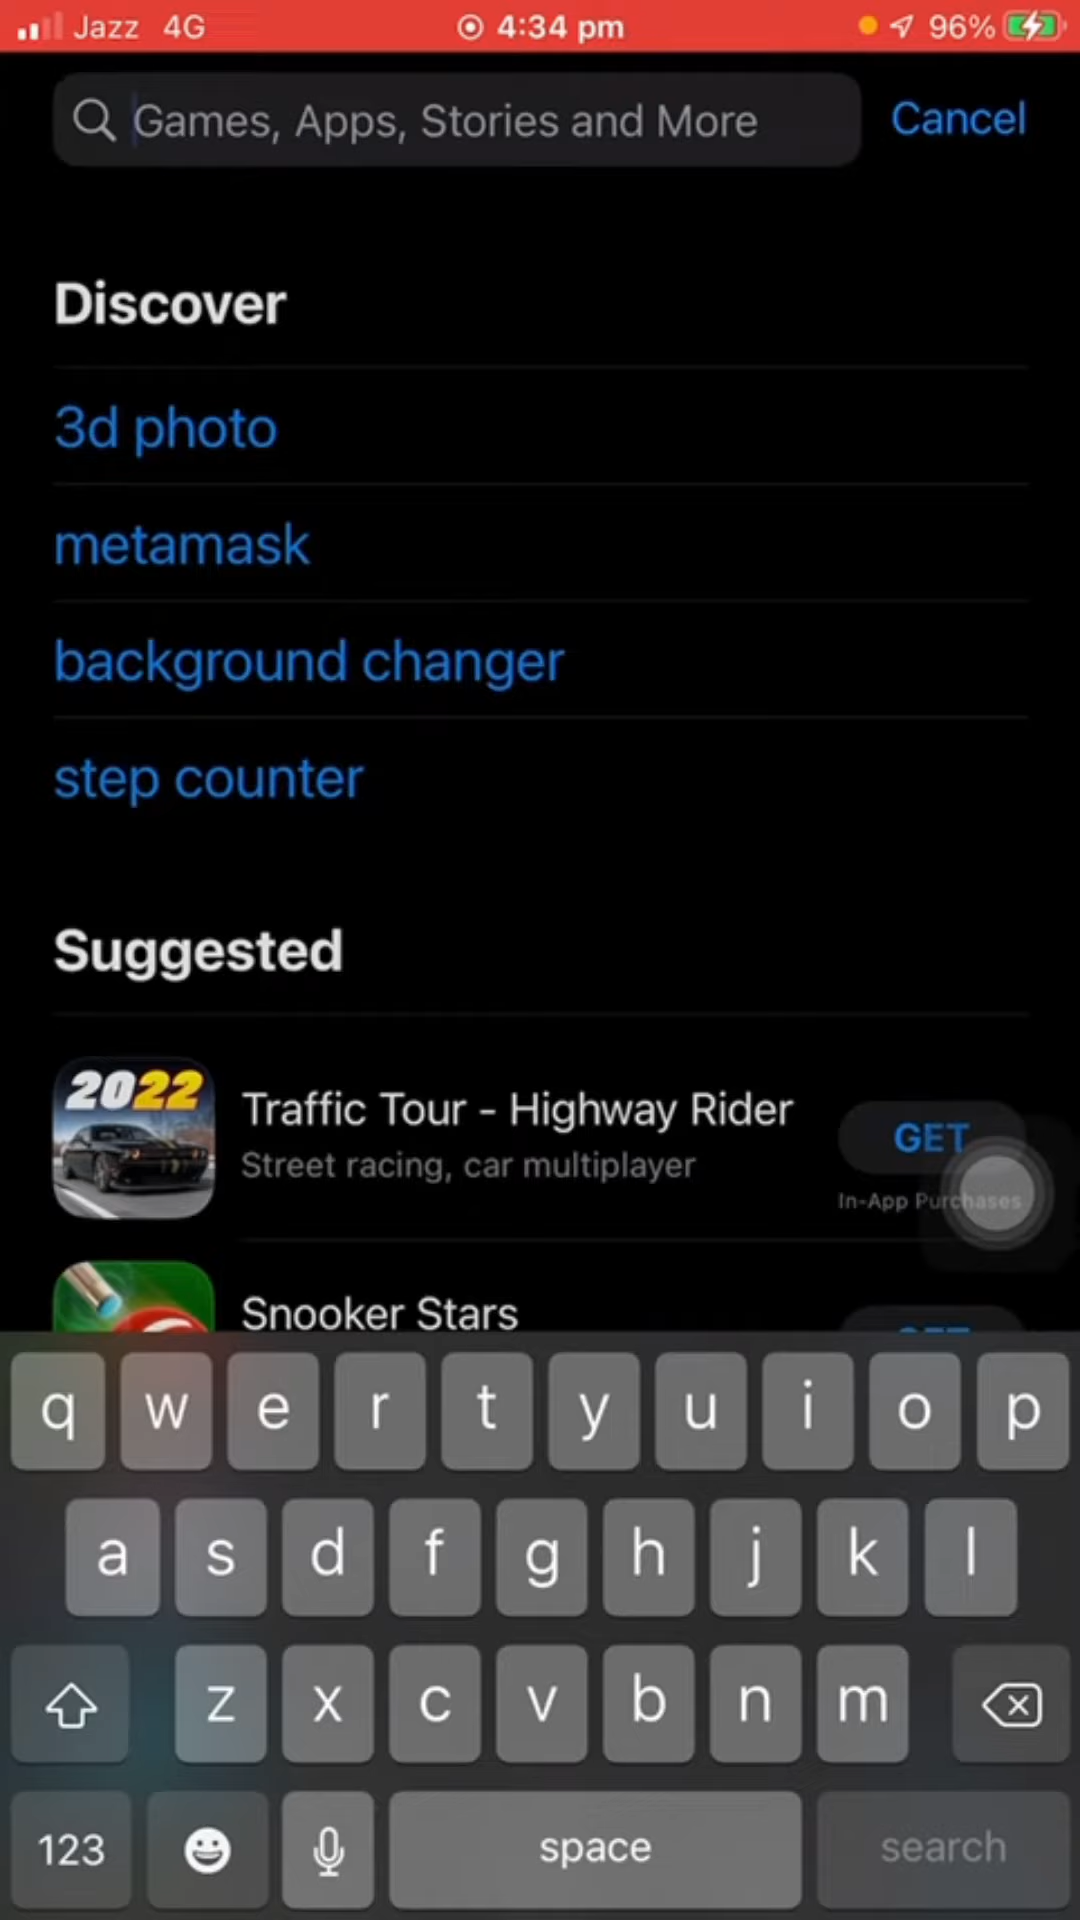 Jazz 4G 4:34 pm 96%
Games, Apps, Stories and More Cancel
Discover
3d photo
metamask
background changer
step counter
Suggested
2022
Traffic Tour - Highway Rider
GET
Street racing, car multiplayer
In-App Purchases
Snooker Stars
GET
q w e r t y u i o p
a s d f g h j k l
z x c v b n m
123 space search